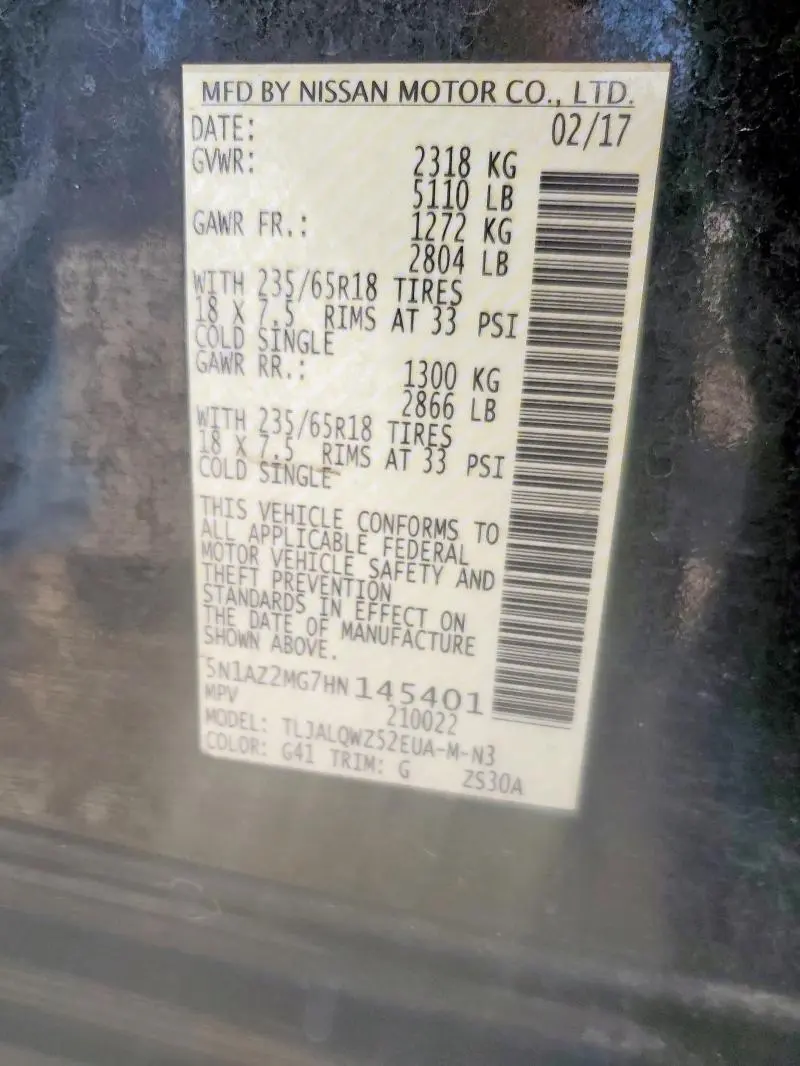 MFD BY NISSAN MOTOR CO., LTD.
DATE: 02/17
GVWR: 2318 KG
5110 LB
GAWR FR.: 1272 KG
2804 LB
WITH 235/65R18 TIRES
18 X 7.5 RIMS AT 33 PSI
COLD SINGLE
GAWR RR.: 1300 KG
2866 LB
WITH 235/65R18 TIRES
18 X 7.5 RIMS AT 33 PSI
COLD SINGLE
THIS VEHICLE CONFORMS TO
ALL APPLICABLE FEDERAL
MOTOR VEHICLE SAFETY AND
THEFT PREVENTION
STANDARDS IN EFFECT ON
THE DATE OF MANUFACTURE
SHOWN ABOVE.
5N1AZ2MG7HN145401
MPV 210022
MODEL: TLJALQWZ52EUA-M-N3
COLOR: G41 TRIM: G ZS30A